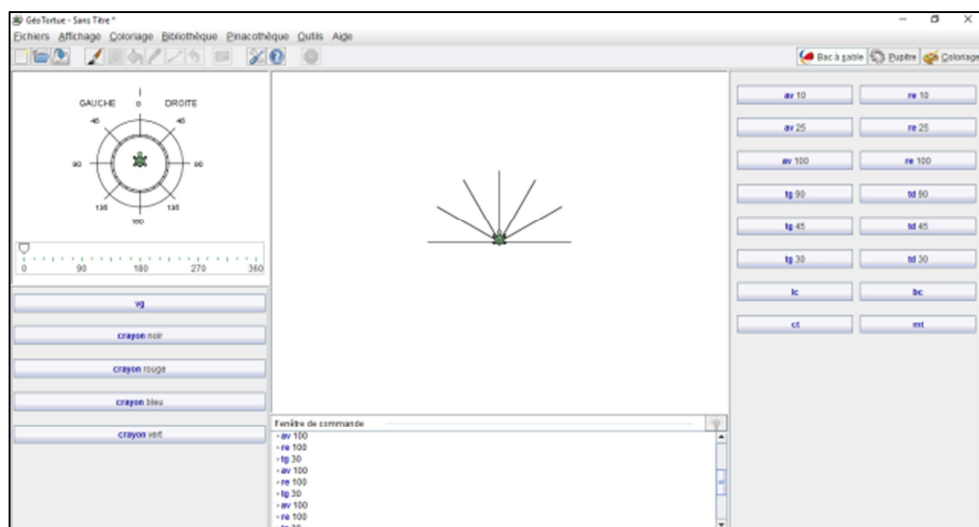 GéoTortue - Sans Titre *
Fichiers Affichage Coloriage Bibliothèque Pinacothèque Outils Aide
Bac à sable Pupitre Coloriage
GAUCHE 0 DROITE
45 45
90 90
135 135
180
0 90 180 270 360
vg
crayon noir
crayon rouge
crayon bleu
crayon vert
Fenêtre de commande
> av 100
> re 100
> tg 30
> av 100
> re 100
> tg 30
> av 100
> re 100
> tg 30
av 10 re 10
av 25 re 25
av 100 re 100
tg 90 td 90
tg 45 td 45
tg 30 td 30
lc bc
ct mt